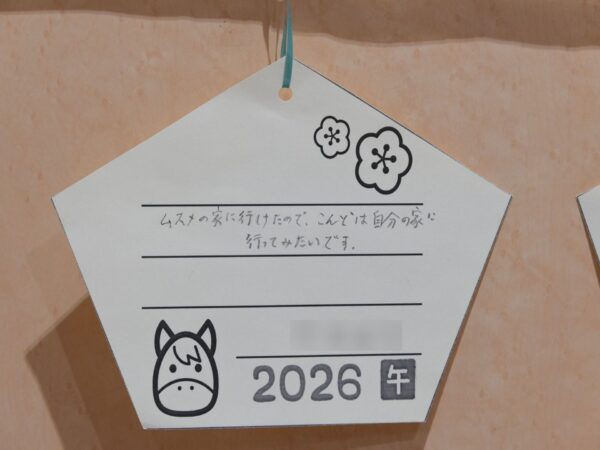 ムスメの家に行けたので、こんどは自分の家に
行ってみたいです。
2026 午